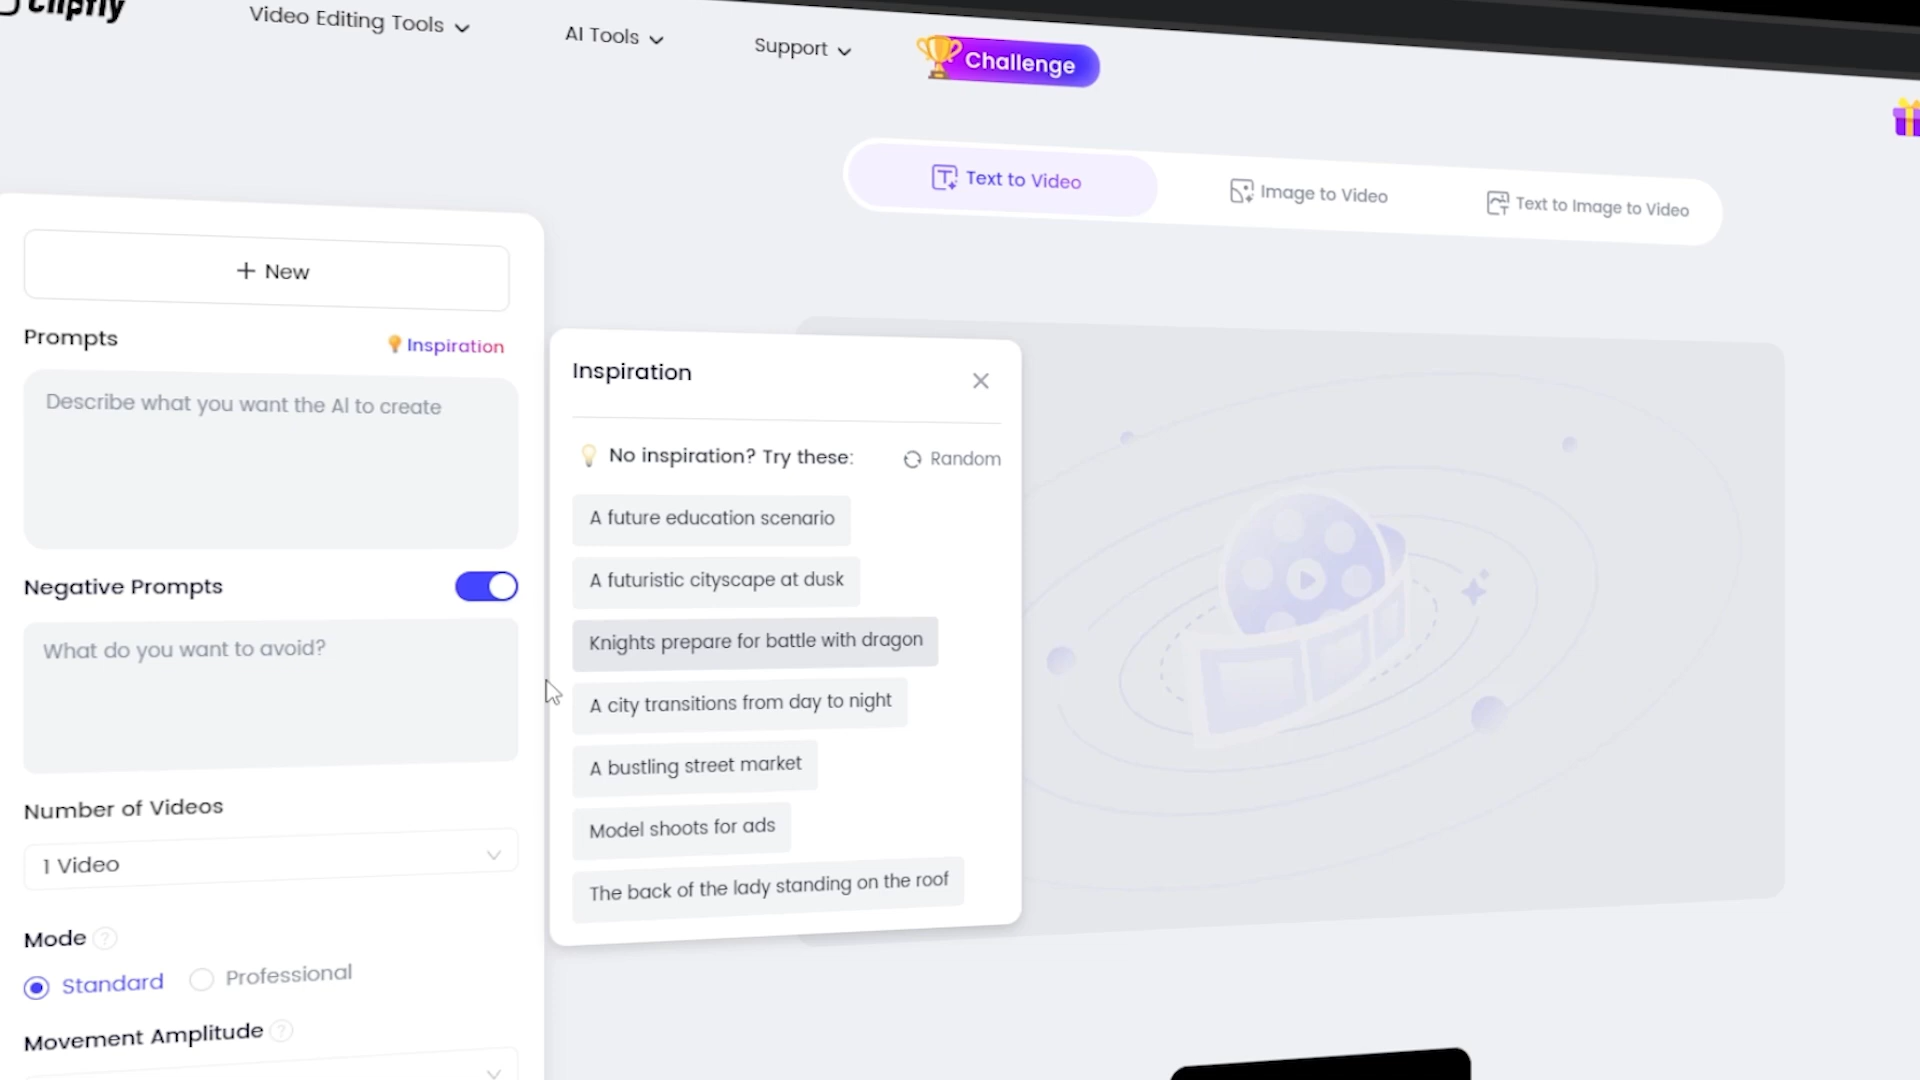 Clipfly
Video Editing Tools
AI Tools
Support
Challenge
Text to Video
Image to Video
Text to Image to Video
+ New
Prompts
Inspiration
Describe what you want the AI to create
Negative Prompts
What do you want to avoid?
Number of Videos
1 Video
Mode ?
Standard
Professional
Movement Amplitude ?
Inspiration
No inspiration? Try these:
Random
A future education scenario
A futuristic cityscape at dusk
Knights prepare for battle with dragon
A city transitions from day to night
A bustling street market
Model shoots for ads
The back of the lady standing on the roof